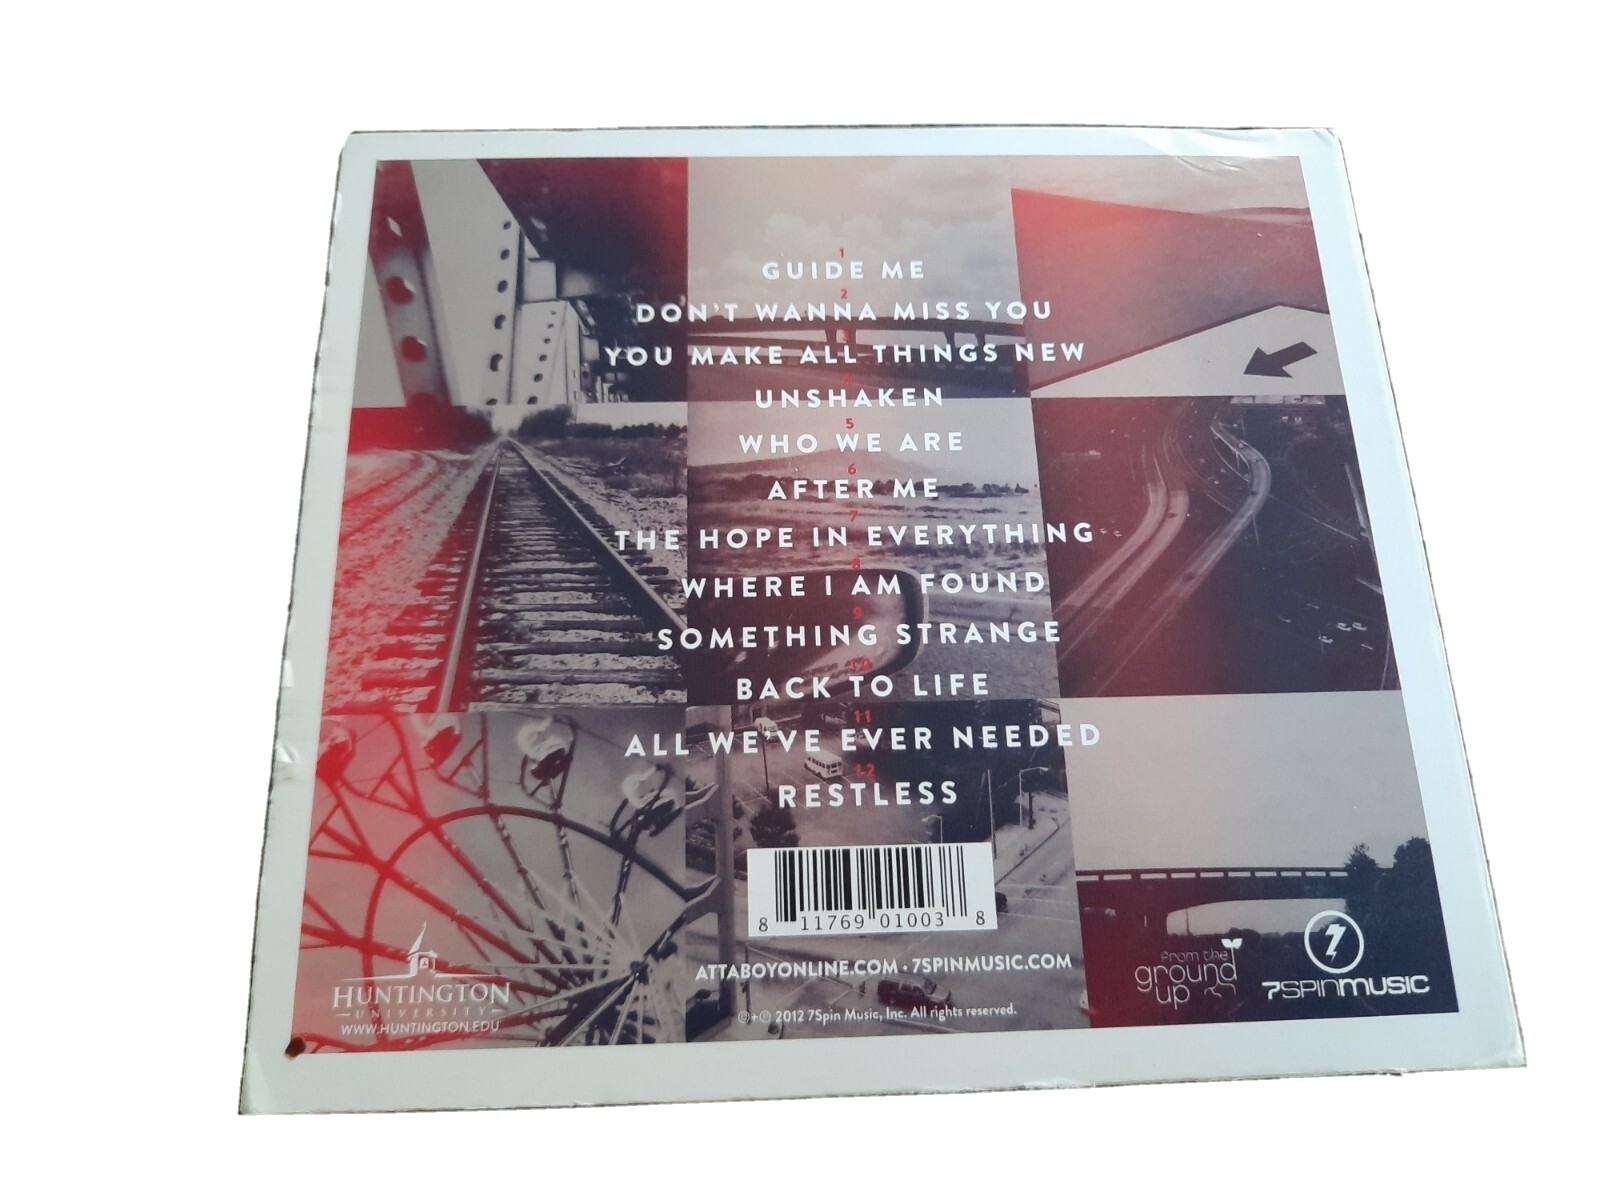 1
GUIDE ME
2
DON'T WANNA MISS YOU
3
YOU MAKE ALL THINGS NEW
4
UNSHAKEN
5
WHO WE ARE
6
AFTER ME
7
THE HOPE IN EVERYTHING
8
WHERE I AM FOUND
9
SOMETHING STRANGE
10
BACK TO LIFE
11
ALL WE'VE EVER NEEDED
12
RESTLESS
8 11769 01003 8
ATTABOYONLINE.COM • 7SPINMUSIC.COM
©+℗ 2012 7Spin Music, Inc. All rights reserved.
HUNTINGTON
UNIVERSITY
WWW.HUNTINGTON.EDU
from the
ground
up
7
7SPINMUSIC